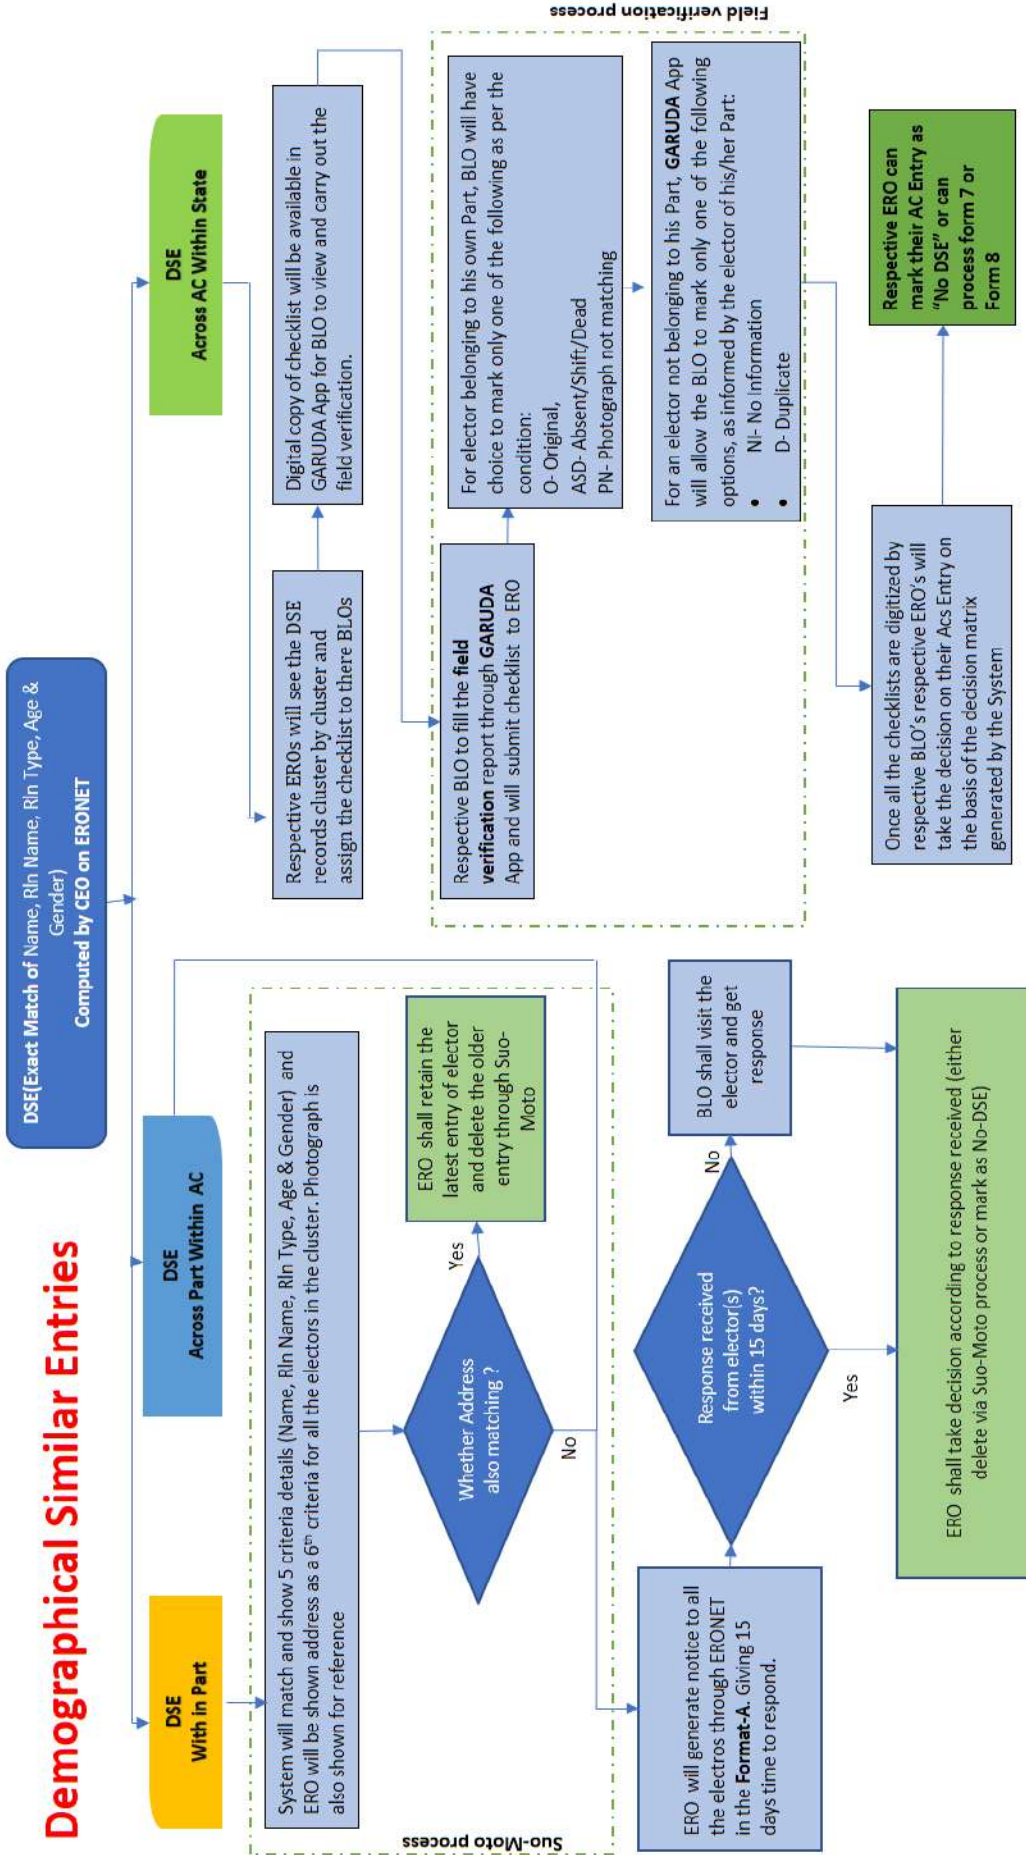 Demographical Similar Entries
DSE(Exact Match of Name, Rln Name, Rln Type, Age &
Gender)
Computed by CEO on ERONET
DSE
With in Part
DSE
Across Part Within AC
DSE
Across AC Within State
System will match and show 5 criteria details (Name, Rln Name, Rln Type, Age & Gender) and
ERO will be shown address as a 6th criteria for all the electors in the cluster. Photograph is
also shown for reference
Whether Address
also matching ?
Yes
No
ERO shall retain the
latest entry of elector
and delete the older
entry through Suo-
Moto
Suo-Moto process
ERO will generate notice to all
the electros through ERONET
in the Format-A. Giving 15
days time to respond.
Response received
from elector(s)
within 15 days?
No
Yes
BLO shall visit the
elector and get
response
ERO shall take decision according to response received (either
delete via Suo-Moto process or mark as No-DSE)
Respective EROs will see the DSE
records cluster by cluster and
assign the checklist to there BLOs
Digital copy of checklist will be available in
GARUDA App for BLO to view and carry out the
field verification.
Respective BLO to fill the field
verification report through GARUDA
App and will submit checklist to ERO
For elector belonging to his own Part, BLO will have
choice to mark only one of the following as per the
condition:
O- Original,
ASD- Absent/Shift/Dead
PN- Photograph not matching
For an elector not belonging to his Part, GARUDA App
will allow the BLO to mark only one of the following
options, as informed by the elector of his/her Part:
• NI- No Information
• D- Duplicate
Field verification process
Once all the checklists are digitized by
respective BLO's respective ERO's will
take the decision on their Acs Entry on
the basis of the decision matrix
generated by the System
Respective ERO can
mark their AC Entry as
"No DSE" or can
process form 7 or
Form 8